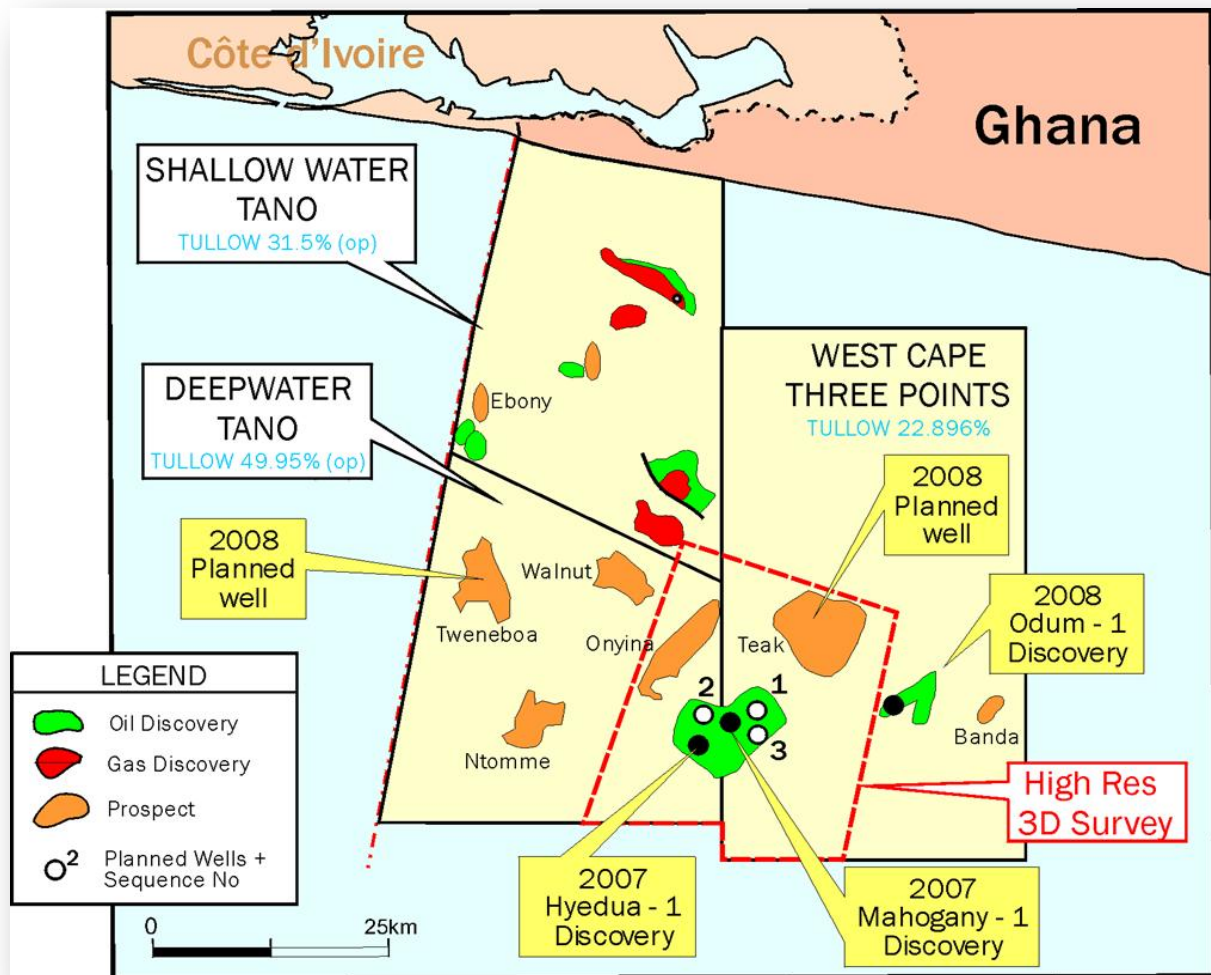 Côte d'Ivoire
Ghana
SHALLOW WATER
TANO
TULLOW 31.5% (op)
DEEPWATER
TANO
TULLOW 49.95% (op)
WEST CAPE
THREE POINTS
TULLOW 22.896%
Ebony
2008
Planned
well
2008
Planned
well
Walnut
Tweneboa
Onyina
Teak
2008
Odum - 1
Discovery
2
1
3
Ntomme
Banda
High Res
3D Survey
LEGEND
Oil Discovery
Gas Discovery
Prospect
2
Planned Wells +
Sequence No
2007
Hyedua - 1
Discovery
2007
Mahogany - 1
Discovery
0
25km